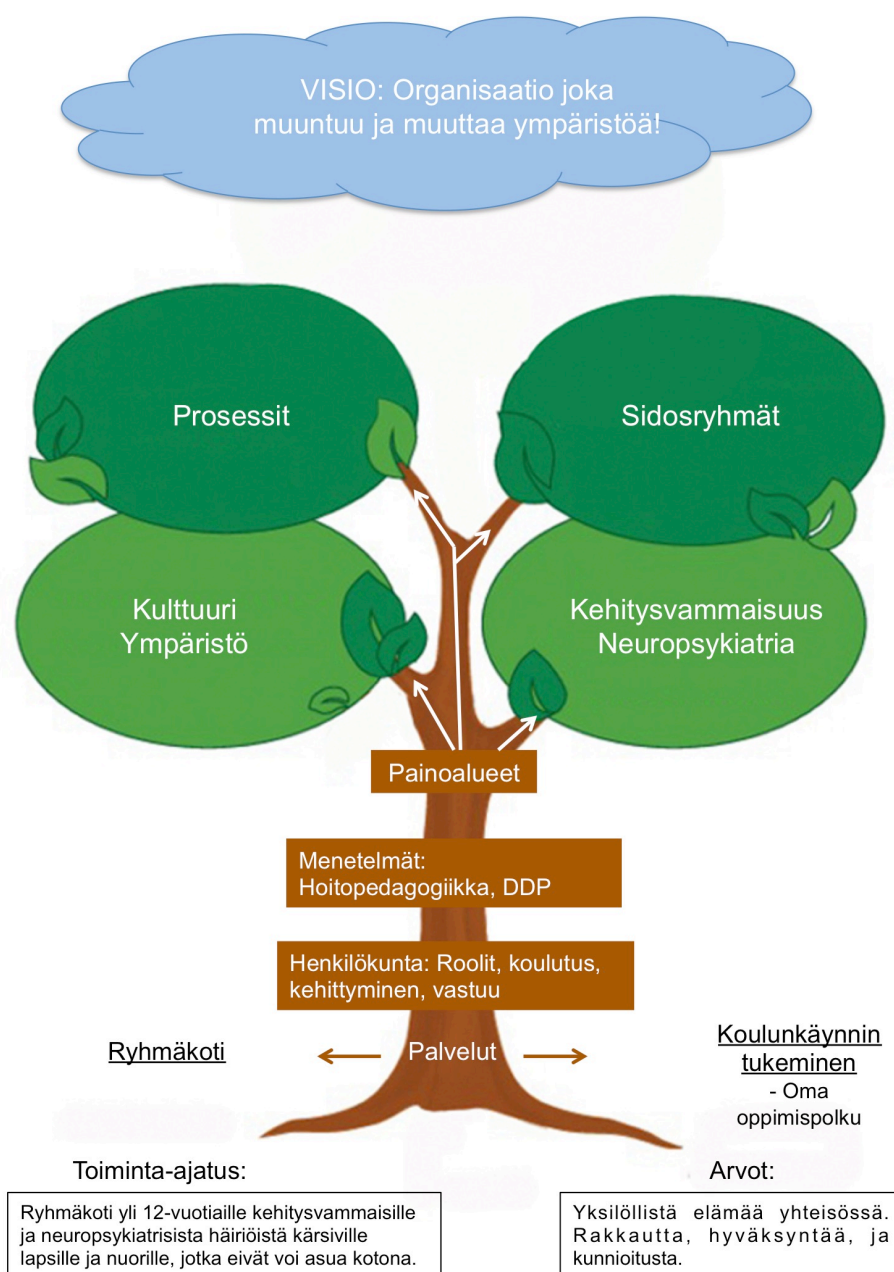 VISIO: Organisaatio joka
muuntuu ja muuttaa ympäristöä!
Prosessit
Sidosryhmät
Kulttuuri
Ympäristö
Kehitysvammaisuus
Neuropsykiatria
Painoalueet
Menetelmät:
Hoitopedagogiikka, DDP
Henkilökunta: Roolit, koulutus,
kehittyminen, vastuu
Ryhmäkoti
Palvelut
Koulunkäynnin
tukeminen
- Oma
oppimispolku
Toiminta-ajatus:
Ryhmäkoti yli 12-vuotiaille kehitysvammaisille
ja neuropsykiatrisista häiriöistä kärsiville
lapsille ja nuorille, jotka eivät voi asua kotona.
Arvot:
Yksilöllistä elämää yhteisössä.
Rakkautta, hyväksyntää, ja
kunnioitusta.